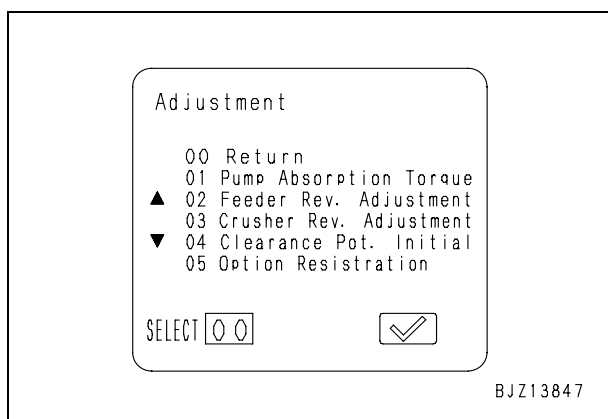 Adjustment
00 Return
01 Pump Absorption Torque
▲ 02 Feeder Rev. Adjustment
03 Crusher Rev. Adjustment
▼ 04 Clearance Pot. Initial
05 Option Resistration
SELECT 00
BJZ13847